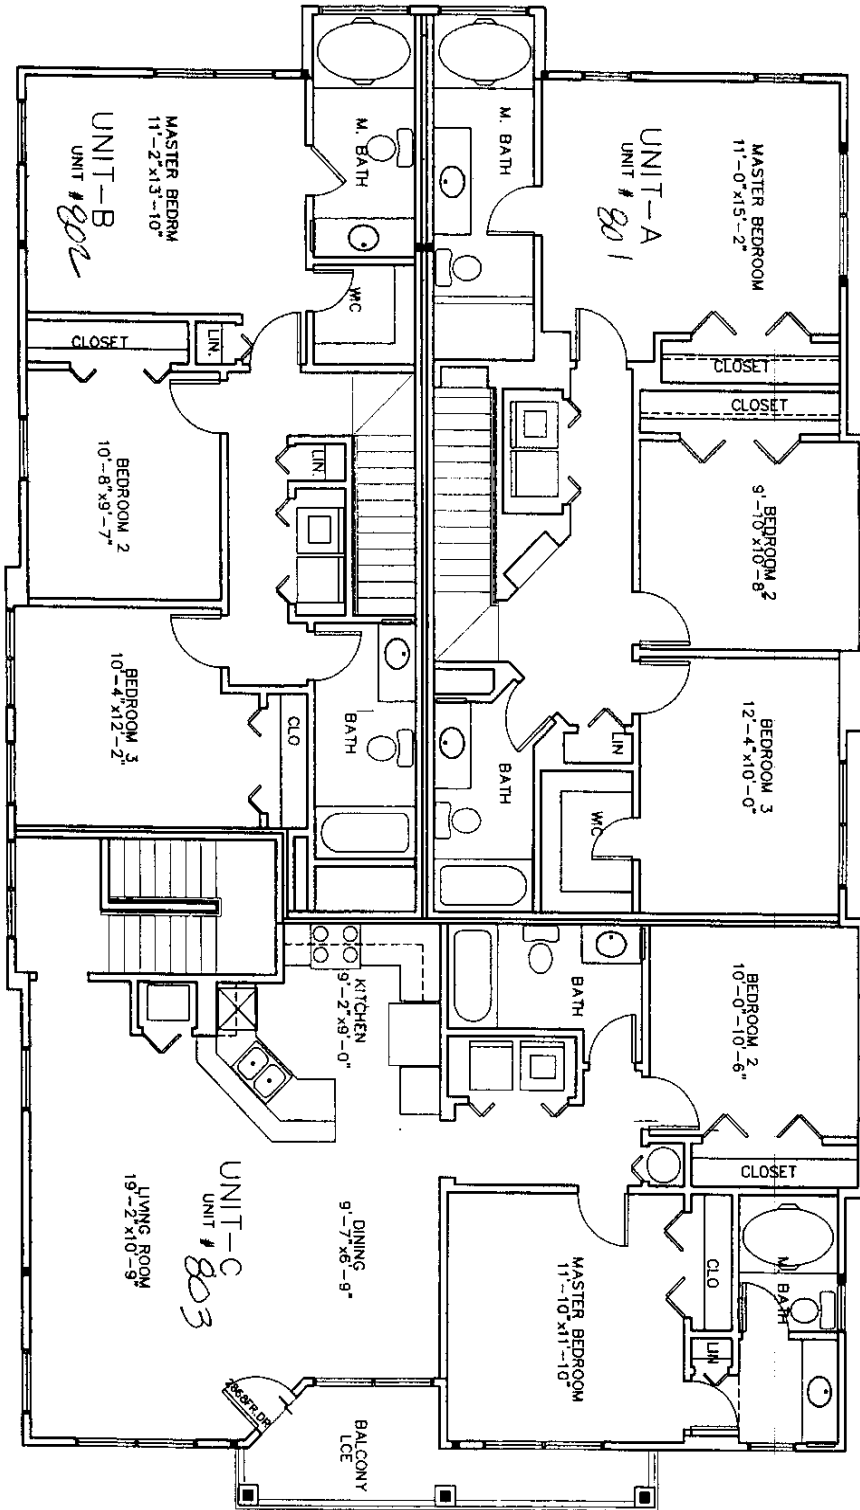 M. BATH
M. BATH
MASTER BEDRM
11'-2"x13'-10"
UNIT-B
UNIT #802
MASTER BEDROOM
11'-0"x15'-2"
UNIT-A
UNIT # 801
W.C
LIN.
CLOSET
CLOSET
CLOSET
BEDROOM 2
10'-8"x9'-7"
LIN.
BEDROOM 2
9'-10"x10'-8"
BEDROOM 3
10'-4"x12'-2"
CLO
BATH
BATH
LIN
W.C
BEDROOM 3
12'-4"x10'-0"
KITCHEN
9'-2"x9'-0"
BATH
BEDROOM 2
10'-0"-10'-6"
CLOSET
UNIT-C
UNIT # 803
LIVING ROOM
19'-2"x10'-9"
DINING
9'-7"x6'-9"
MASTER BEDROOM
11'-10"x11'-10"
CLO
M. BATH
LIN
2868FR.DR
BALCONY
LCE